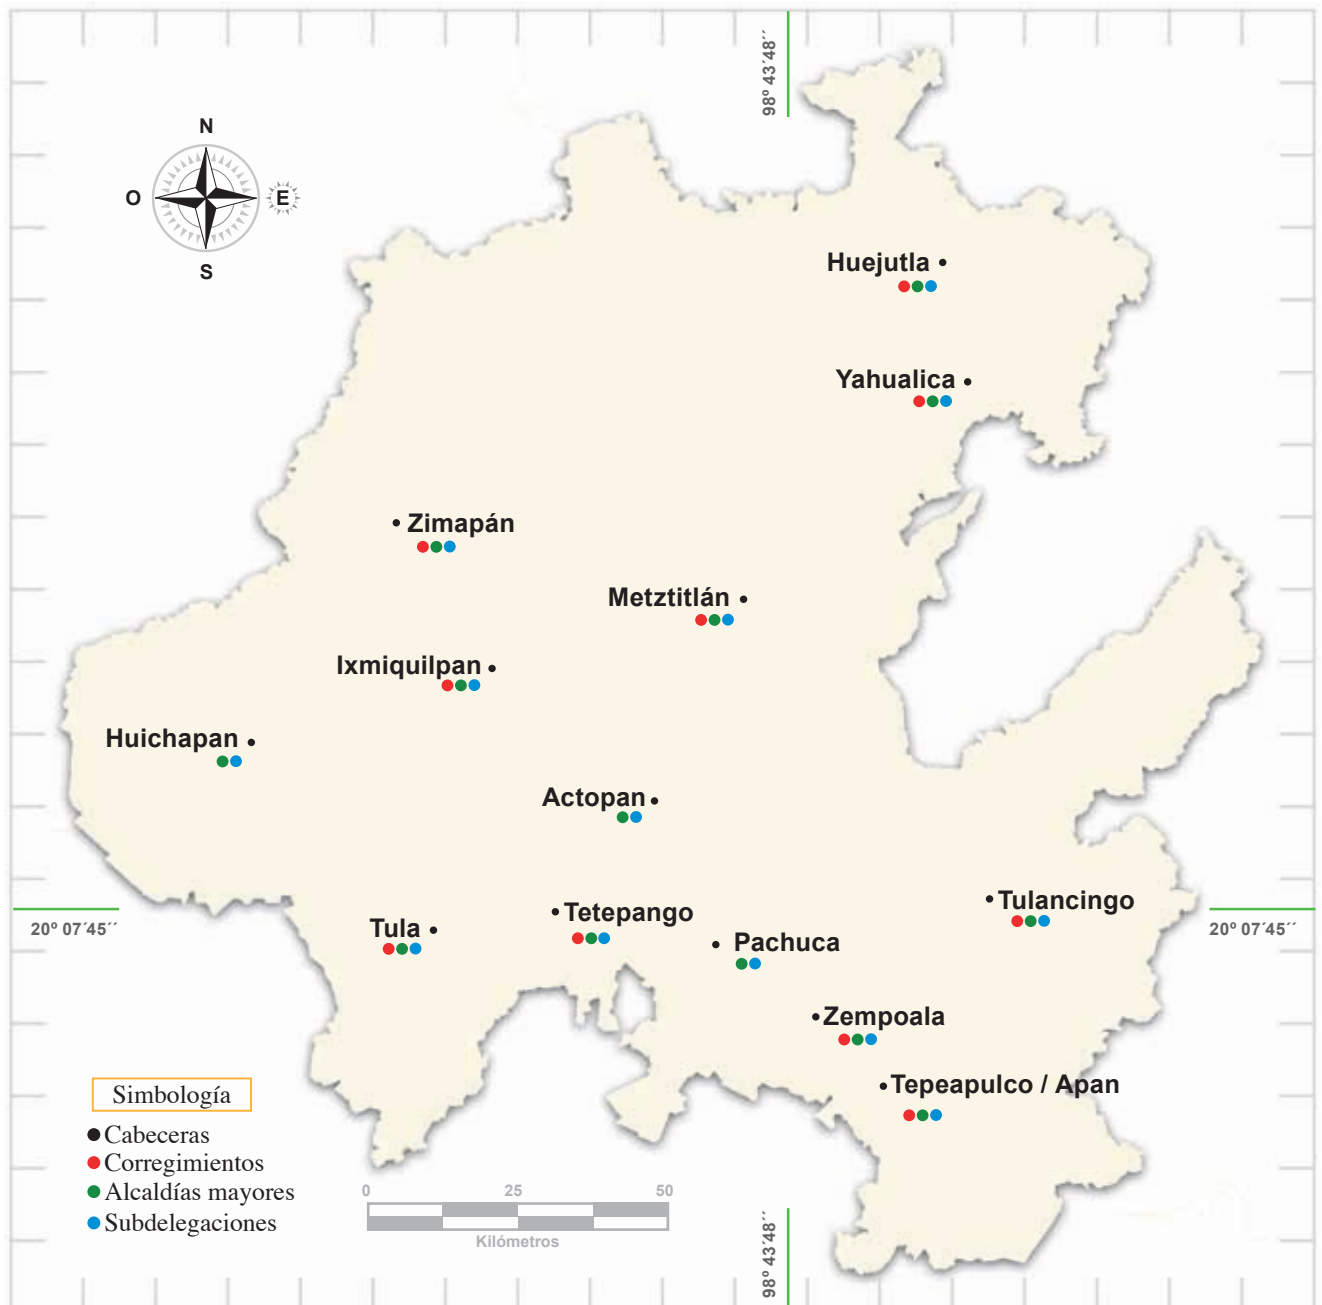 98° 43´48´´
N
O
E
S
Huejutla
Yahualica
Zimapán
Metztitlán
Ixmiquilpan
Huichapan
Actopan
Tulancingo
Tetepango
Tula
Pachuca
20° 07´45´´
20° 07´45´´
Zempoala
Tepeapulco / Apan
Simbología
Cabeceras
Corregimientos
Alcaldías mayores
Subdelegaciones
0 25 50
Kilómetros
98° 43´48´´